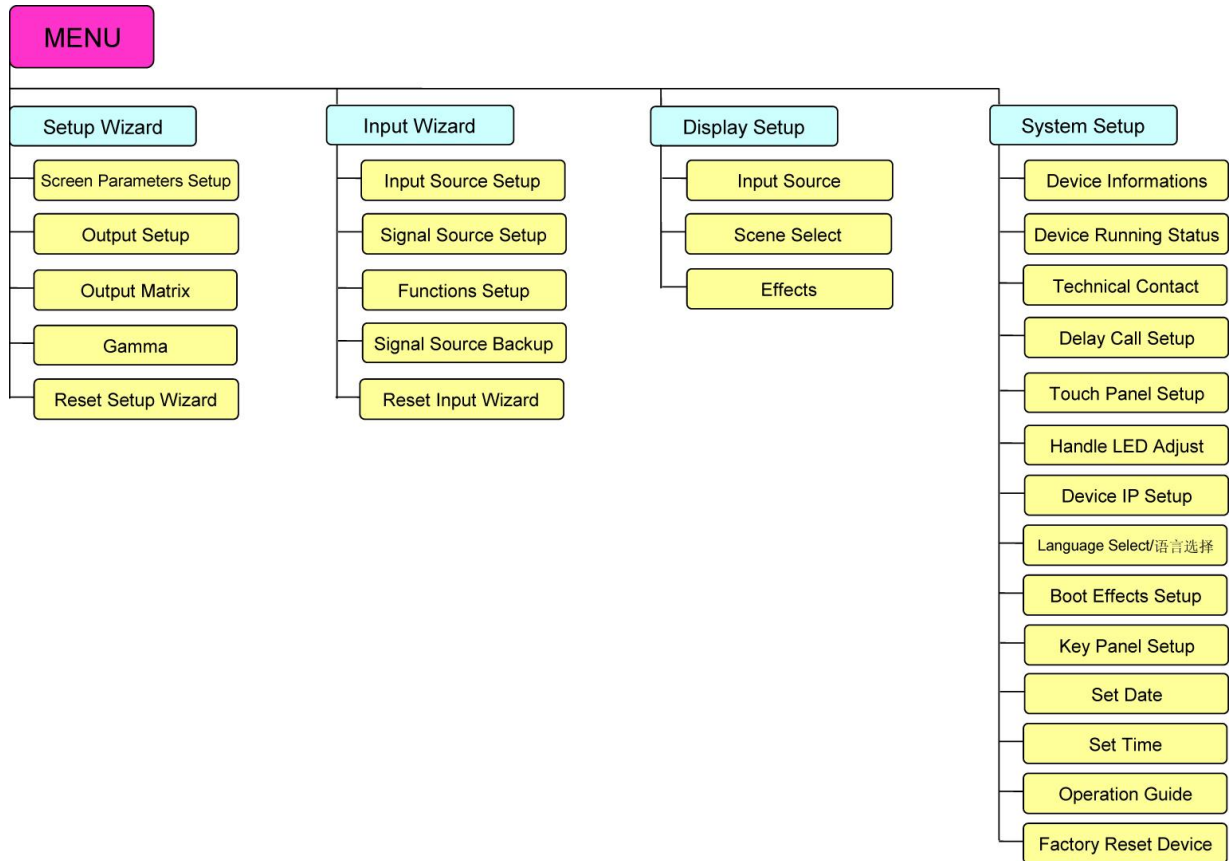 MENU
Setup Wizard
Screen Parameters Setup
Output Setup
Output Matrix
Gamma
Reset Setup Wizard
Input Wizard
Input Source Setup
Signal Source Setup
Functions Setup
Signal Source Backup
Reset Input Wizard
Display Setup
Input Source
Scene Select
Effects
System Setup
Device Informations
Device Running Status
Technical Contact
Delay Call Setup
Touch Panel Setup
Handle LED Adjust
Device IP Setup
Language Select/语言选择
Boot Effects Setup
Key Panel Setup
Set Date
Set Time
Operation Guide
Factory Reset Device